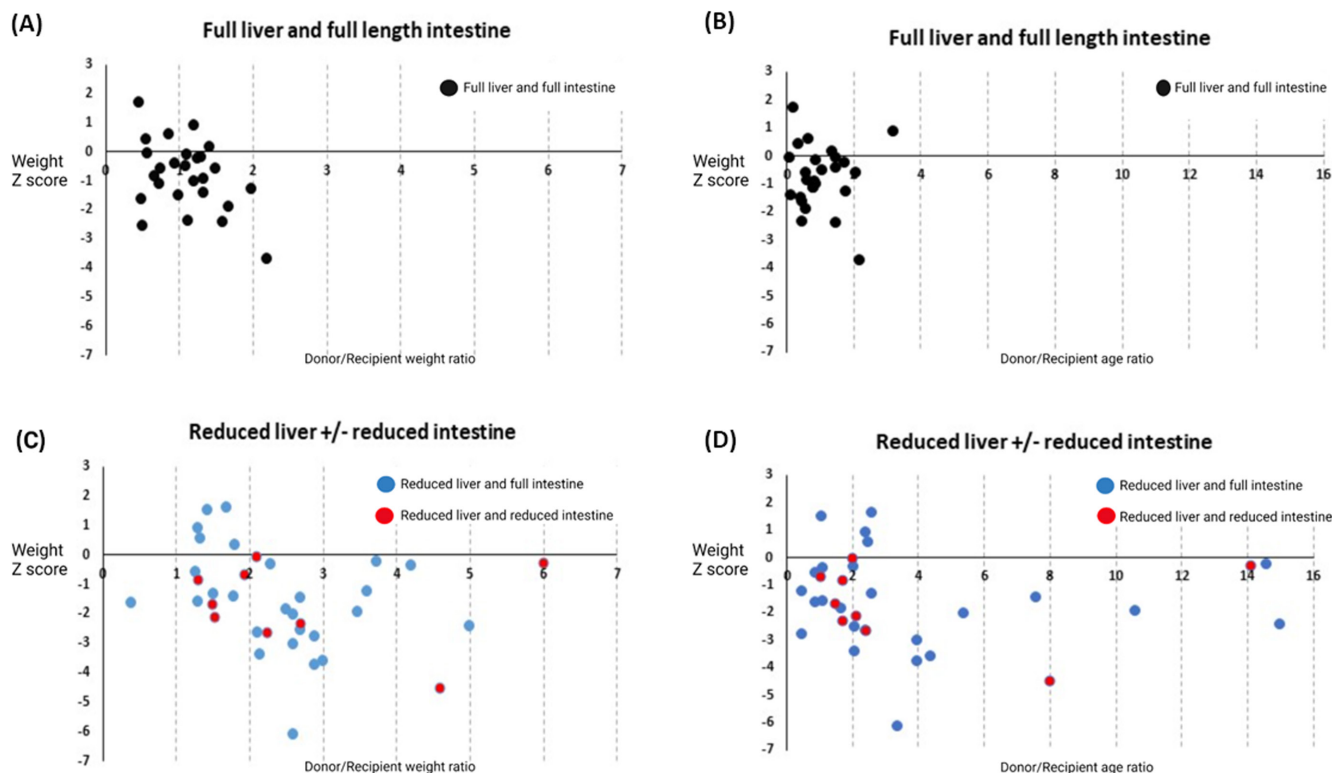 (A)
Full liver and full length intestine
3
2
1
0
-1
-2
-3
-4
-5
-6
-7
Weight
Z score
0 1 2 3 4 5 6 7
Full liver and full intestine
Donor/Recipient weight ratio
(B)
Full liver and full length intestine
3
2
1
0
-1
-2
-3
-4
-5
-6
-7
Weight
Z score
0 2 4 6 8 10 12 14 16
Full liver and full intestine
Donor/Recipient age ratio
(C)
Reduced liver +/- reduced intestine
3
2
1
0
-1
-2
-3
-4
-5
-6
-7
Weight
Z score
0 1 2 3 4 5 6 7
Reduced liver and full intestine
Reduced liver and reduced intestine
Donor/Recipient weight ratio
(D)
Reduced liver +/- reduced intestine
3
2
1
0
-1
-2
-3
-4
-5
-6
-7
Weight
Z score
0 2 4 6 8 10 12 14 16
Reduced liver and full intestine
Reduced liver and reduced intestine
Donor/Recipient age ratio